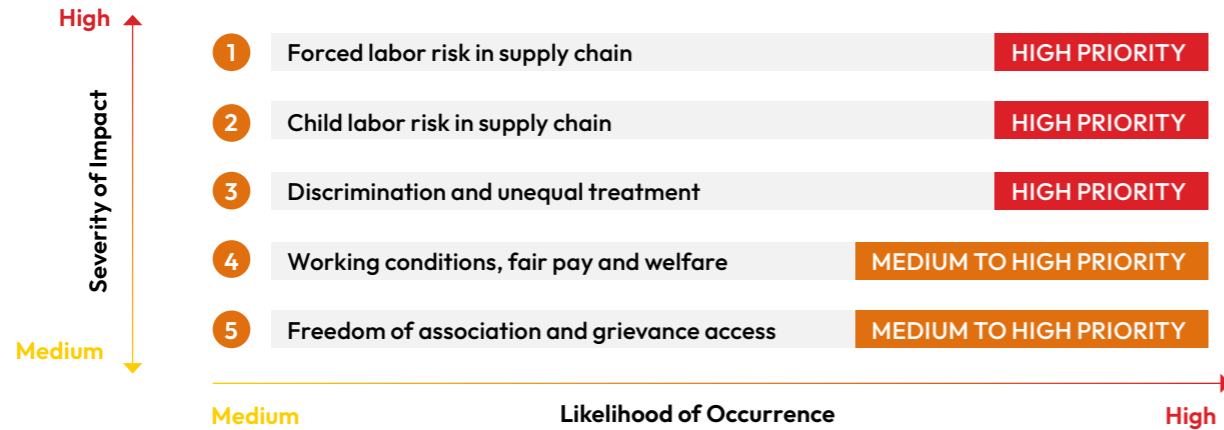 High
Severity of Impact
Medium
1 Forced labor risk in supply chain HIGH PRIORITY
2 Child labor risk in supply chain HIGH PRIORITY
3 Discrimination and unequal treatment HIGH PRIORITY
4 Working conditions, fair pay and welfare MEDIUM TO HIGH PRIORITY
5 Freedom of association and grievance access MEDIUM TO HIGH PRIORITY
Medium Likelihood of Occurrence High